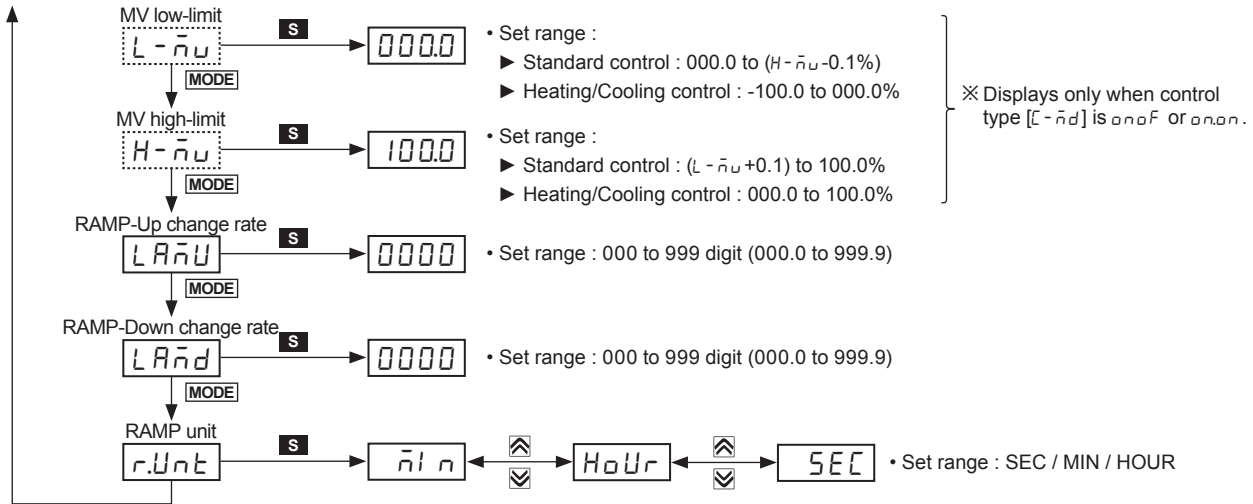 MV low-limit
L-n̄u S 000.0 • Set range :
► Standard control : 000.0 to (H-n̄u-0.1%)
MODE ► Heating/Cooling control : -100.0 to 000.0%
※ Displays only when control
type [C-n̄d] is onoF or on.on.
MV high-limit
H-n̄u S 100.0 • Set range :
► Standard control : (L-n̄u+0.1) to 100.0%
MODE ► Heating/Cooling control : 000.0 to 100.0%
RAMP-Up change rate
LAn̄U S 0000 • Set range : 000 to 999 digit (000.0 to 999.9)
MODE
RAMP-Down change rate
LAn̄d S 0000 • Set range : 000 to 999 digit (000.0 to 999.9)
MODE
RAMP unit
r.Unt S n̄In HoUr SEC • Set range : SEC / MIN / HOUR